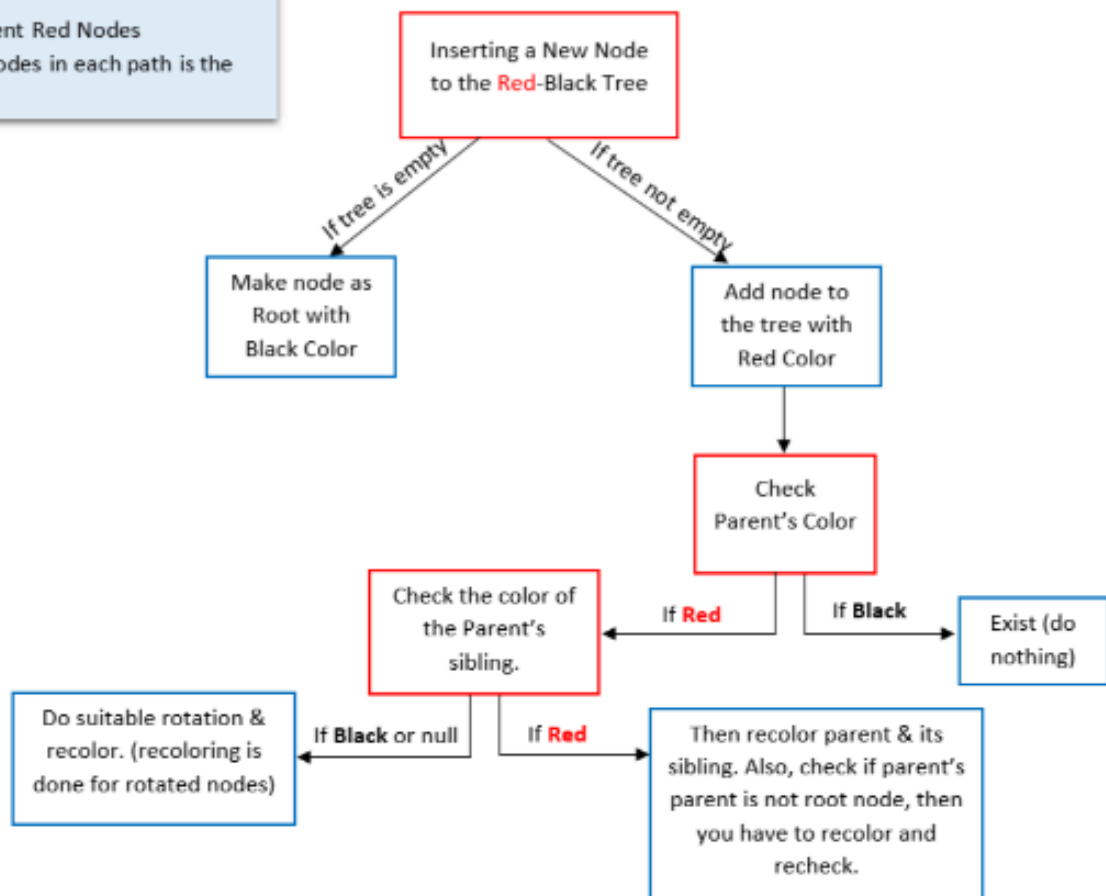 ent Red Nodes
odes in each path is the
Inserting a New Node
to the Red-Black Tree
If tree is empty
If tree not empty
Make node as
Root with
Black Color
Add node to
the tree with
Red Color
Check
Parent's Color
If Red
If Black
Exist (do
nothing)
Check the color of
the Parent's
sibling.
If Black or null
If Red
Do suitable rotation &
recolor. (recoloring is
done for rotated nodes)
Then recolor parent & its
sibling. Also, check if parent's
parent is not root node, then
you have to recolor and
recheck.